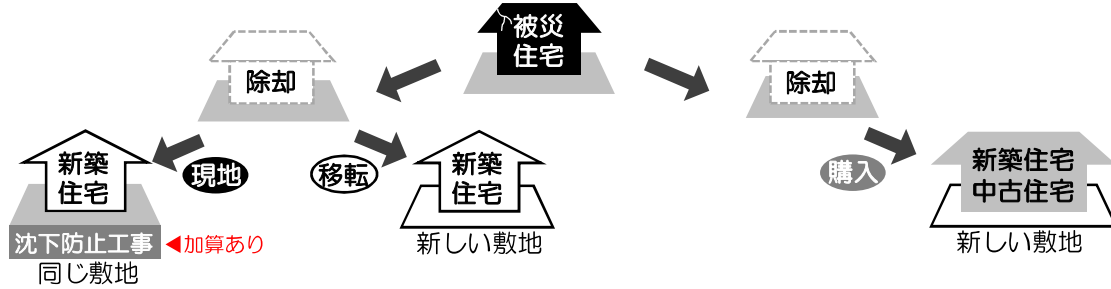 被災
住宅
除却
除却
現地
移転
購入
新築
住宅
新築
住宅
新築住宅
中古住宅
沈下防止工事
◀加算あり
同じ敷地
新しい敷地
新しい敷地